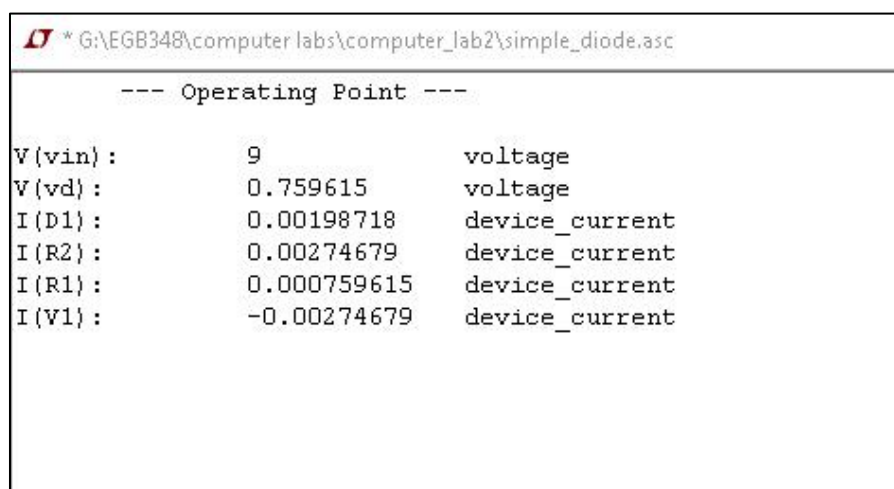 * G:\EGB348\computer labs\computer_lab2\simple_diode.asc
--- Operating Point ---
V(vin): 9 voltage
V(vd): 0.759615 voltage
I(D1): 0.00198718 device_current
I(R2): 0.00274679 device_current
I(R1): 0.000759615 device_current
I(V1): -0.00274679 device_current